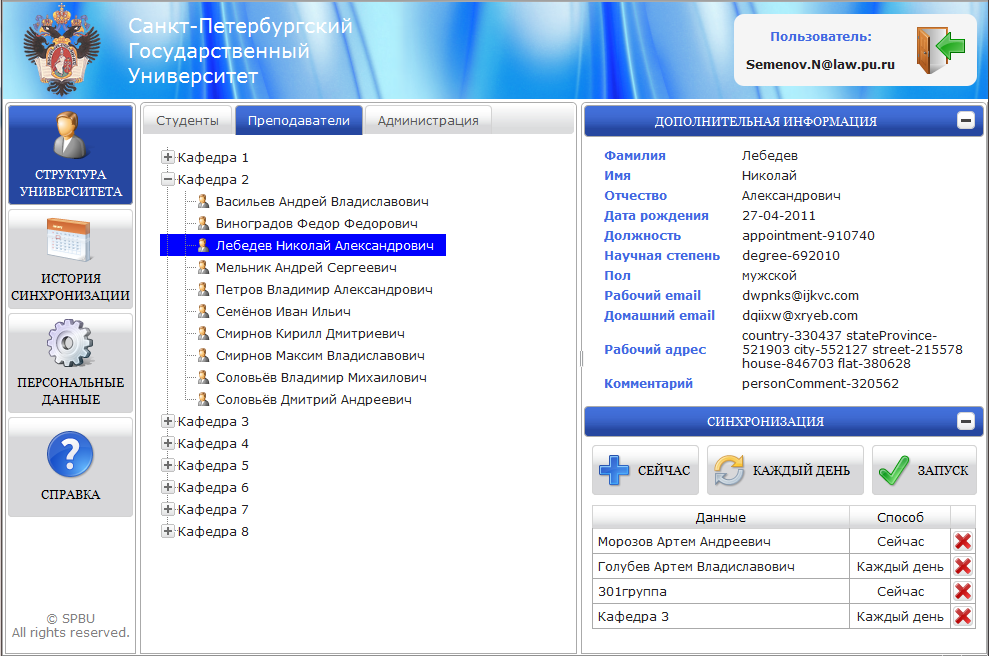 Санкт-Петербургский
Государственный
Университет
Пользователь:
Semenov.N@law.pu.ru
СТРУКТУРА
УНИВЕРСИТЕТА
ИСТОРИЯ
СИНХРОНИЗАЦИИ
ПЕРСОНАЛЬНЫЕ
ДАННЫЕ
СПРАВКА
© SPBU
All rights reserved.
Студенты Преподаватели Администрация
Кафедра 1
Кафедра 2
Васильев Андрей Владиславович
Виноградов Федор Федорович
Лебедев Николай Александрович
Мельник Андрей Сергеевич
Петров Владимир Александрович
Семёнов Иван Ильич
Смирнов Кирилл Дмитриевич
Смирнов Максим Владиславович
Соловьёв Владимир Михаилович
Соловьёв Дмитрий Андреевич
Кафедра 3
Кафедра 4
Кафедра 5
Кафедра 6
Кафедра 7
Кафедра 8
ДОПОЛНИТЕЛЬНАЯ ИНФОРМАЦИЯ
Фамилия Лебедев
Имя Николай
Отчество Александрович
Дата рождения 27-04-2011
Должность appointment-910740
Научная степень degree-692010
Пол мужской
Рабочий email dwpnks@ijkvc.com
Домашний email dqiixw@xryeb.com
Рабочий адрес country-330437 stateProvince-
521903 city-552127 street-215578
house-846703 flat-380628
Комментарий personComment-320562
СИНХРОНИЗАЦИЯ
СЕЙЧАС КАЖДЫЙ ДЕНЬ ЗАПУСК
Данные Способ
Морозов Артем Андреевич Сейчас
Голубев Артем Владиславович Каждый день
301группа Сейчас
Кафедра 3 Каждый день